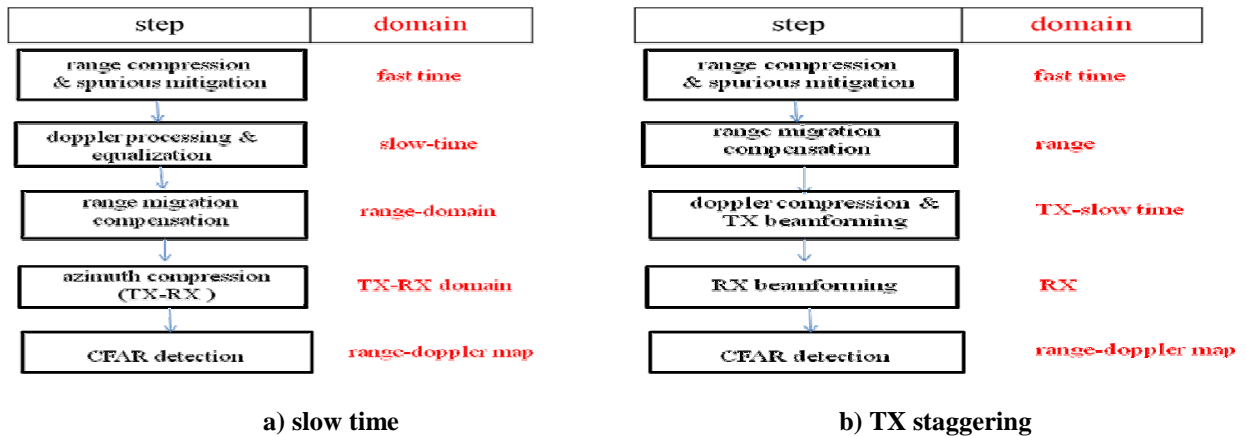 step domain
range compression
& spurious mitigation
fast time
doppler processing &
equalization
slow-time
range migration
compensation
range-domain
azimuth compression
(TX-RX )
TX-RX domain
CFAR detection
range-doppler map
a) slow time
step domain
range compression
& spurious mitigation
fast time
range migration
compensation
range
doppler compression &
TX beamforming
TX-slow time
RX beamforming
RX
CFAR detection
range-doppler map
b) TX staggering